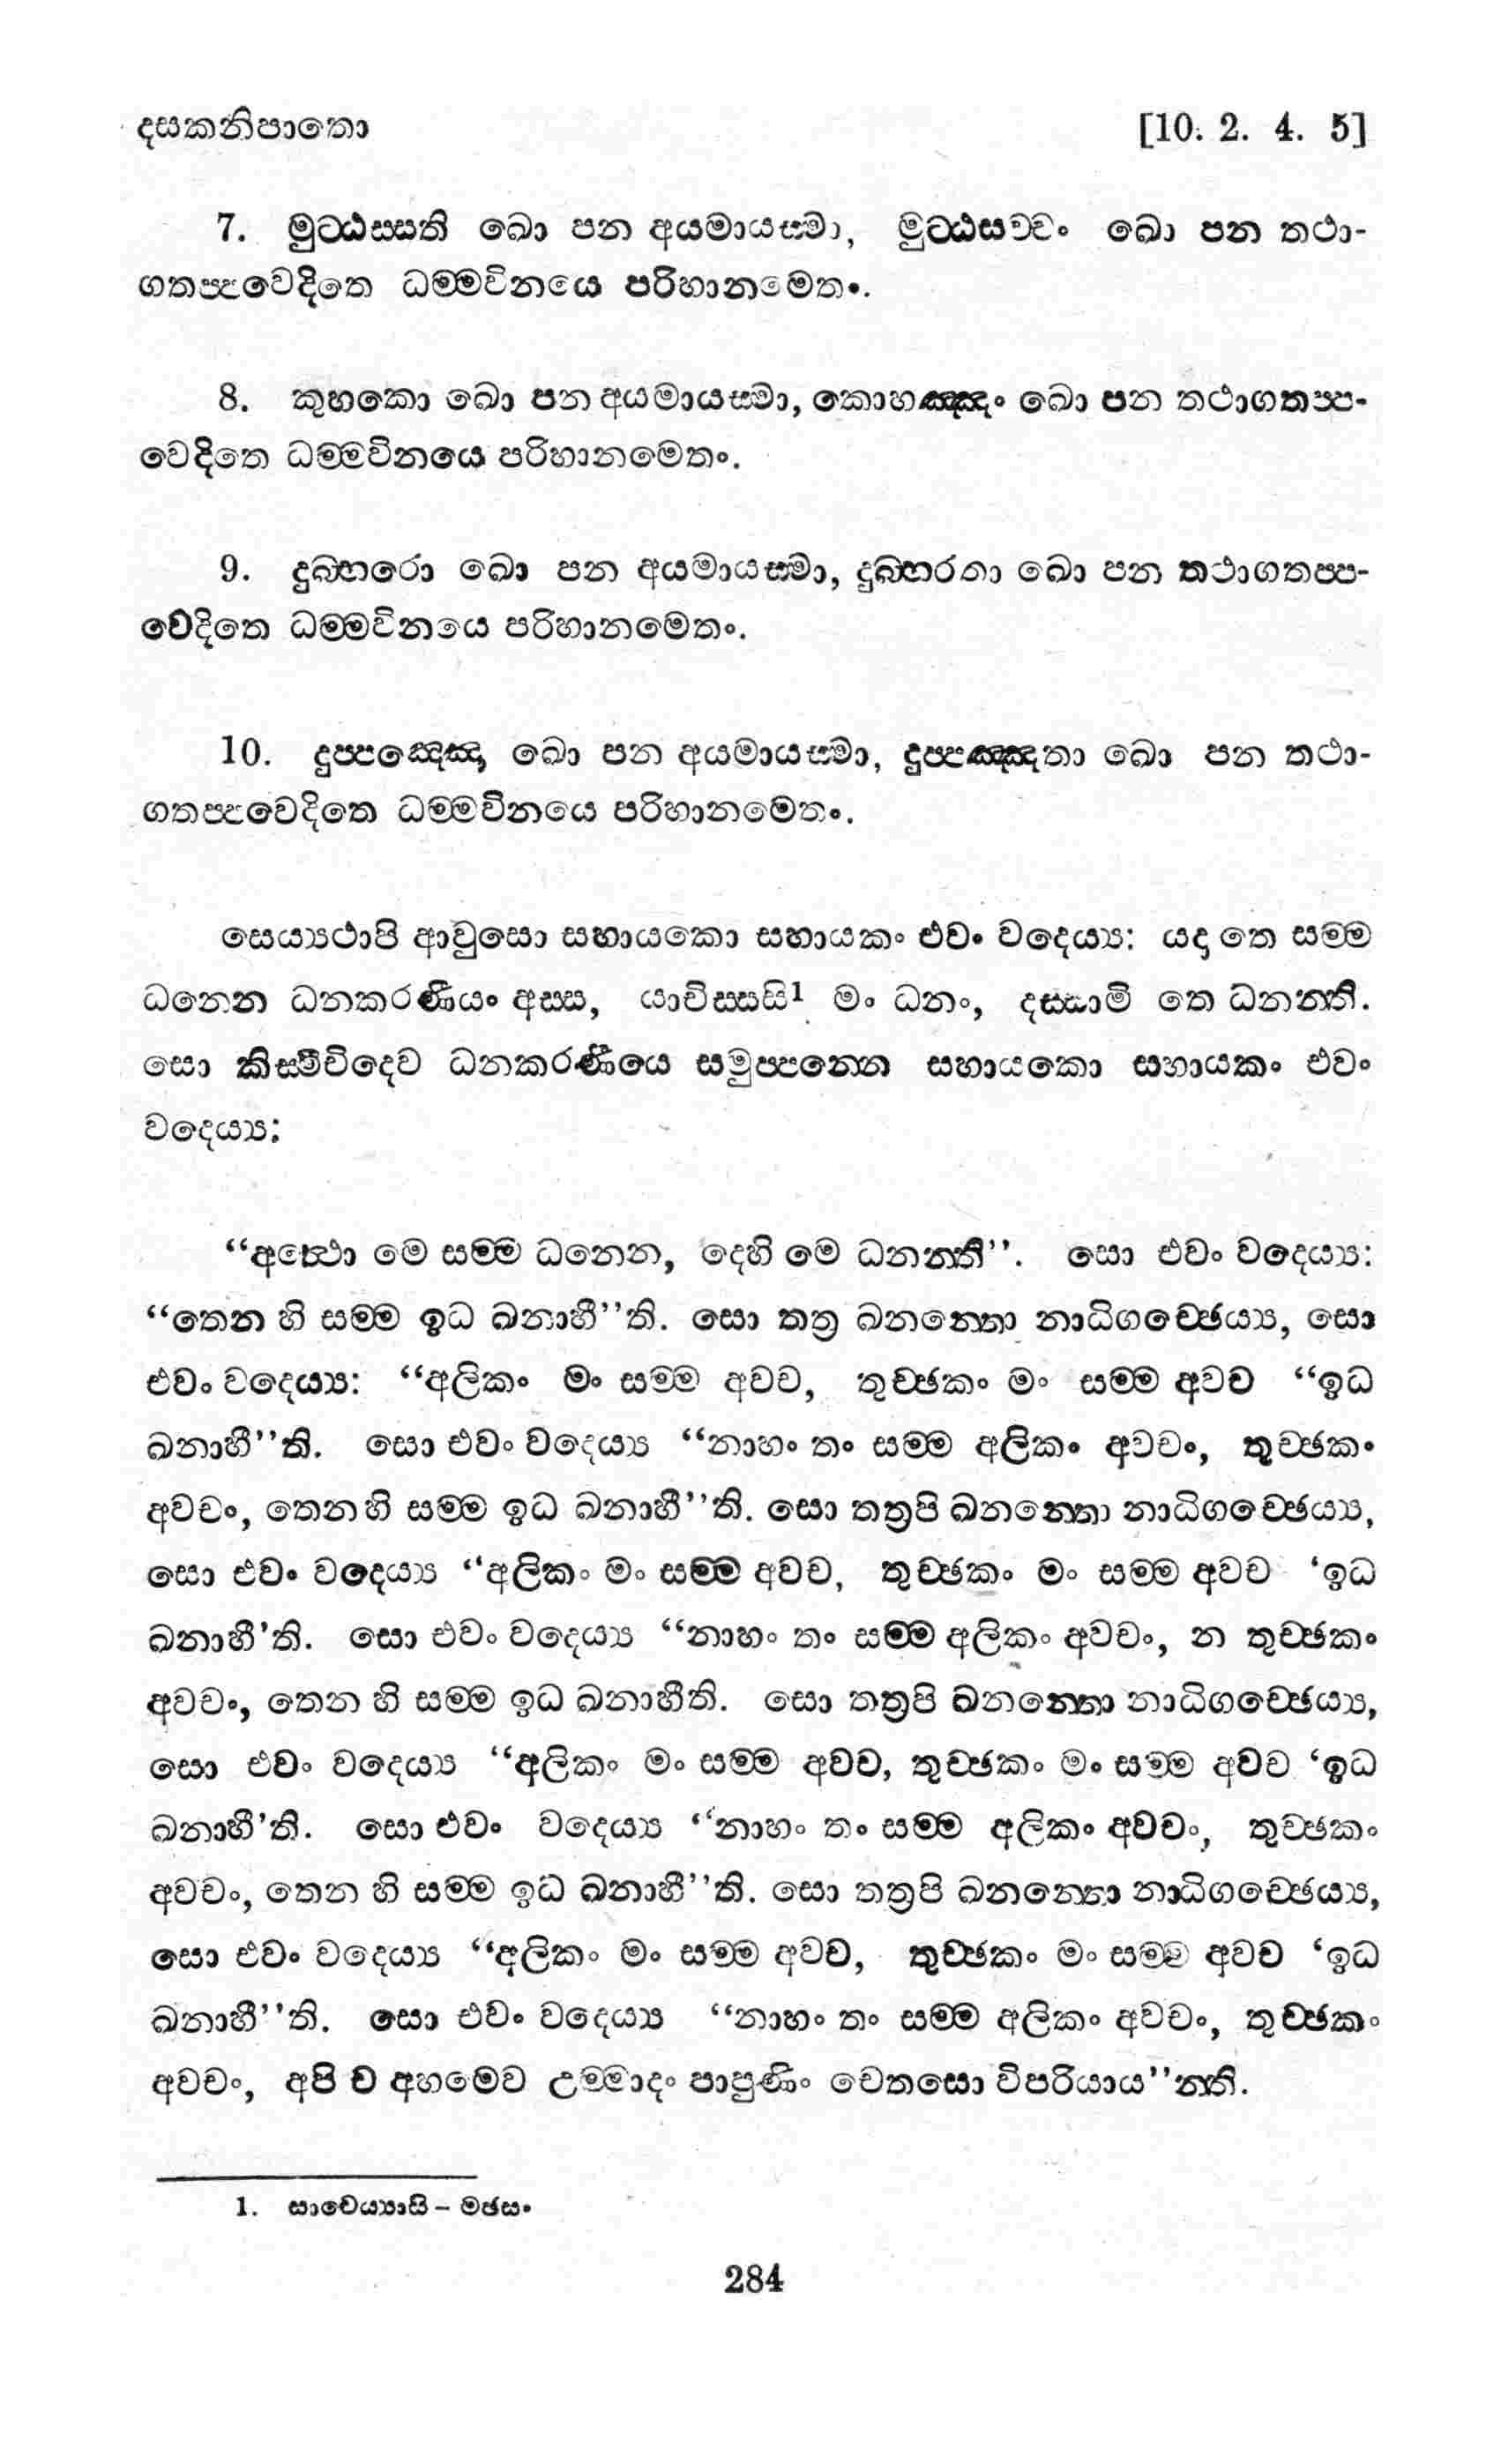 දසකනිපාතො [10. 2. 4. 5]
7. මුට්ඨස්සති ඛො පන අයමායස්මා, මුට්ඨසච්චං ඛො පන තථා-
ගතප්පවෙදිතෙ ධම්මවිනයෙ පරිහානමෙතං.
8. කුහකො ඛො පන අයමායස්මා, කොහඤ්ඤං ඛො පන තථාගතප්ප-
වෙදිතෙ ධම්මවිනයෙ පරිහානමෙතං.
9. දුබ්භරො ඛො පන අයමායස්මා, දුබ්භරතා ඛො පන තථාගතප්ප-
වෙදිතෙ ධම්මවිනයෙ පරිහානමෙතං.
10. දුප්පඤ්ඤො ඛො පන අයමායස්මා, දුප්පඤ්ඤතා ඛො පන තථා-
ගතප්පවෙදිතෙ ධම්මවිනයෙ පරිහානමෙතං.
සෙය්‍යථාපි ආවුසො සහායකො සහායකං එවං වදෙය්‍ය: යදා තෙ සම්ම
ධනෙන ධනකරණීයං අස්ස, යාචිස්සසි1 මං ධනං, දස්සාමි තෙ ධනන්ති.
සො කිස්මිඤ්චිදෙව ධනකරණීයෙ සමුප්පන්නෙ සහායකො සහායකං එවං
වදෙය්‍ය:
“අත්ථො මෙ සම්ම ධනෙන, දෙහි මෙ ධනන්ති”. සො එවං වදෙය්‍ය:
“තෙන හි සම්ම ඉධ ඛනාහී”ති. සො තත්‍ර ඛනන්තො නාධිගච්ඡෙය්‍ය, සො
එවං වදෙය්‍ය: “අලිකං මං සම්ම අවච, තුච්ඡකං මං සම්ම අවච “ඉධ
ඛනාහී”ති. සො එවං වදෙය්‍ය “නාහං තං සම්ම අලිකං අවචං, තුච්ඡකං
අවචං, තෙනහි සම්ම ඉධ ඛනාහී”ති. සො තත්‍රපි ඛනන්තො නාධිගච්ඡෙය්‍ය,
සො එවං වදෙය්‍ය “අලිකං මං සම්ම අවච, තුච්ඡකං මං සම්ම අවච ‘ඉධ
ඛනාහී’ති. සො එවං වදෙය්‍ය “නාහං තං සම්ම අලිකං අවචං, න තුච්ඡකං
අවචං, තෙන හි සම්ම ඉධ ඛනාහීති. සො තත්‍රපි ඛනන්තො නාධිගච්ඡෙය්‍ය,
සො එවං වදෙය්‍ය “අලිකං මං සම්ම අවච, තුච්ඡකං මං සම්ම අවච ‘ඉධ
ඛනාහී’ති. සො එවං වදෙය්‍ය “නාහං තං සම්ම අලිකං අවචං, තුච්ඡකං
අවචං, තෙන හි සම්ම ඉධ ඛනාහී”ති. සො තත්‍රපි ඛනන්තො නාධිගච්ඡෙය්‍ය,
සො එවං වදෙය්‍ය “අලිකං මං සම්ම අවච, තුච්ඡකං මං සම්ම අවච ‘ඉධ
ඛනාහී”ති. සො එවං වදෙය්‍ය “නාහං තං සම්ම අලිකං අවචං, තුච්ඡකං
අවචං, අපි ච අහමෙව උම්මාදං පාපුණිං චෙතසො විපරියාය”න්ති.
1. සාචෙය්‍යාසි – මඡසං
284